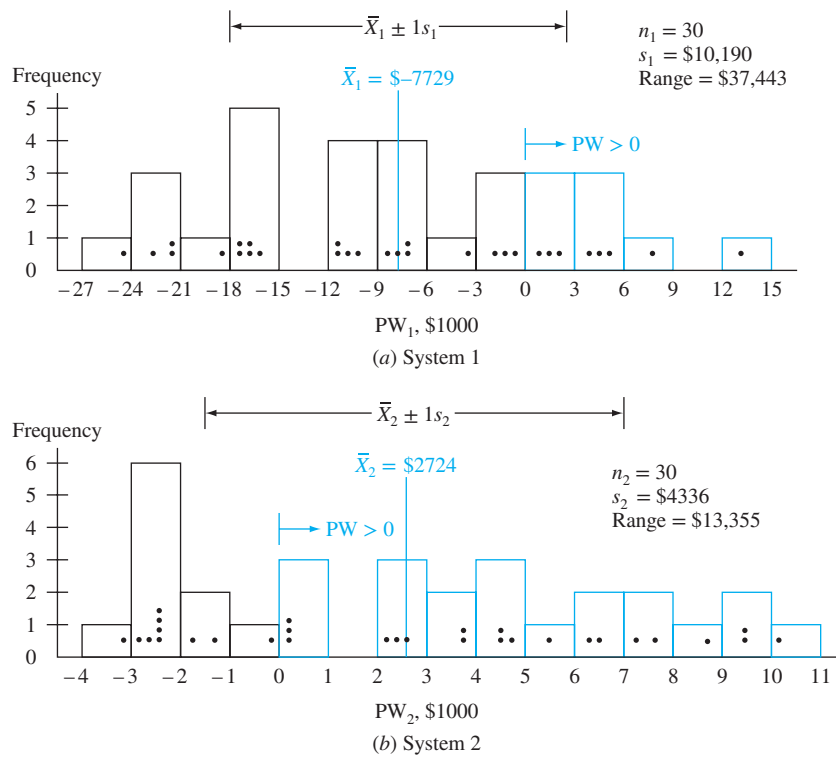 X̄₁ ± 1s₁
n₁ = 30
s₁ = $10,190
Range = $37,443
Frequency
X̄₁ = $–7729
PW > 0
5
4
3
2
1
0
–27 –24 –21 –18 –15 –12 –9 –6 –3 0 3 6 9 12 15
PW₁, $1000
(a) System 1
X̄₂ ± 1s₂
Frequency
X̄₂ = $2724
n₂ = 30
s₂ = $4336
Range = $13,355
PW > 0
6
5
4
3
2
1
0
–4 –3 –2 –1 0 1 2 3 4 5 6 7 8 9 10 11
PW₂, $1000
(b) System 2